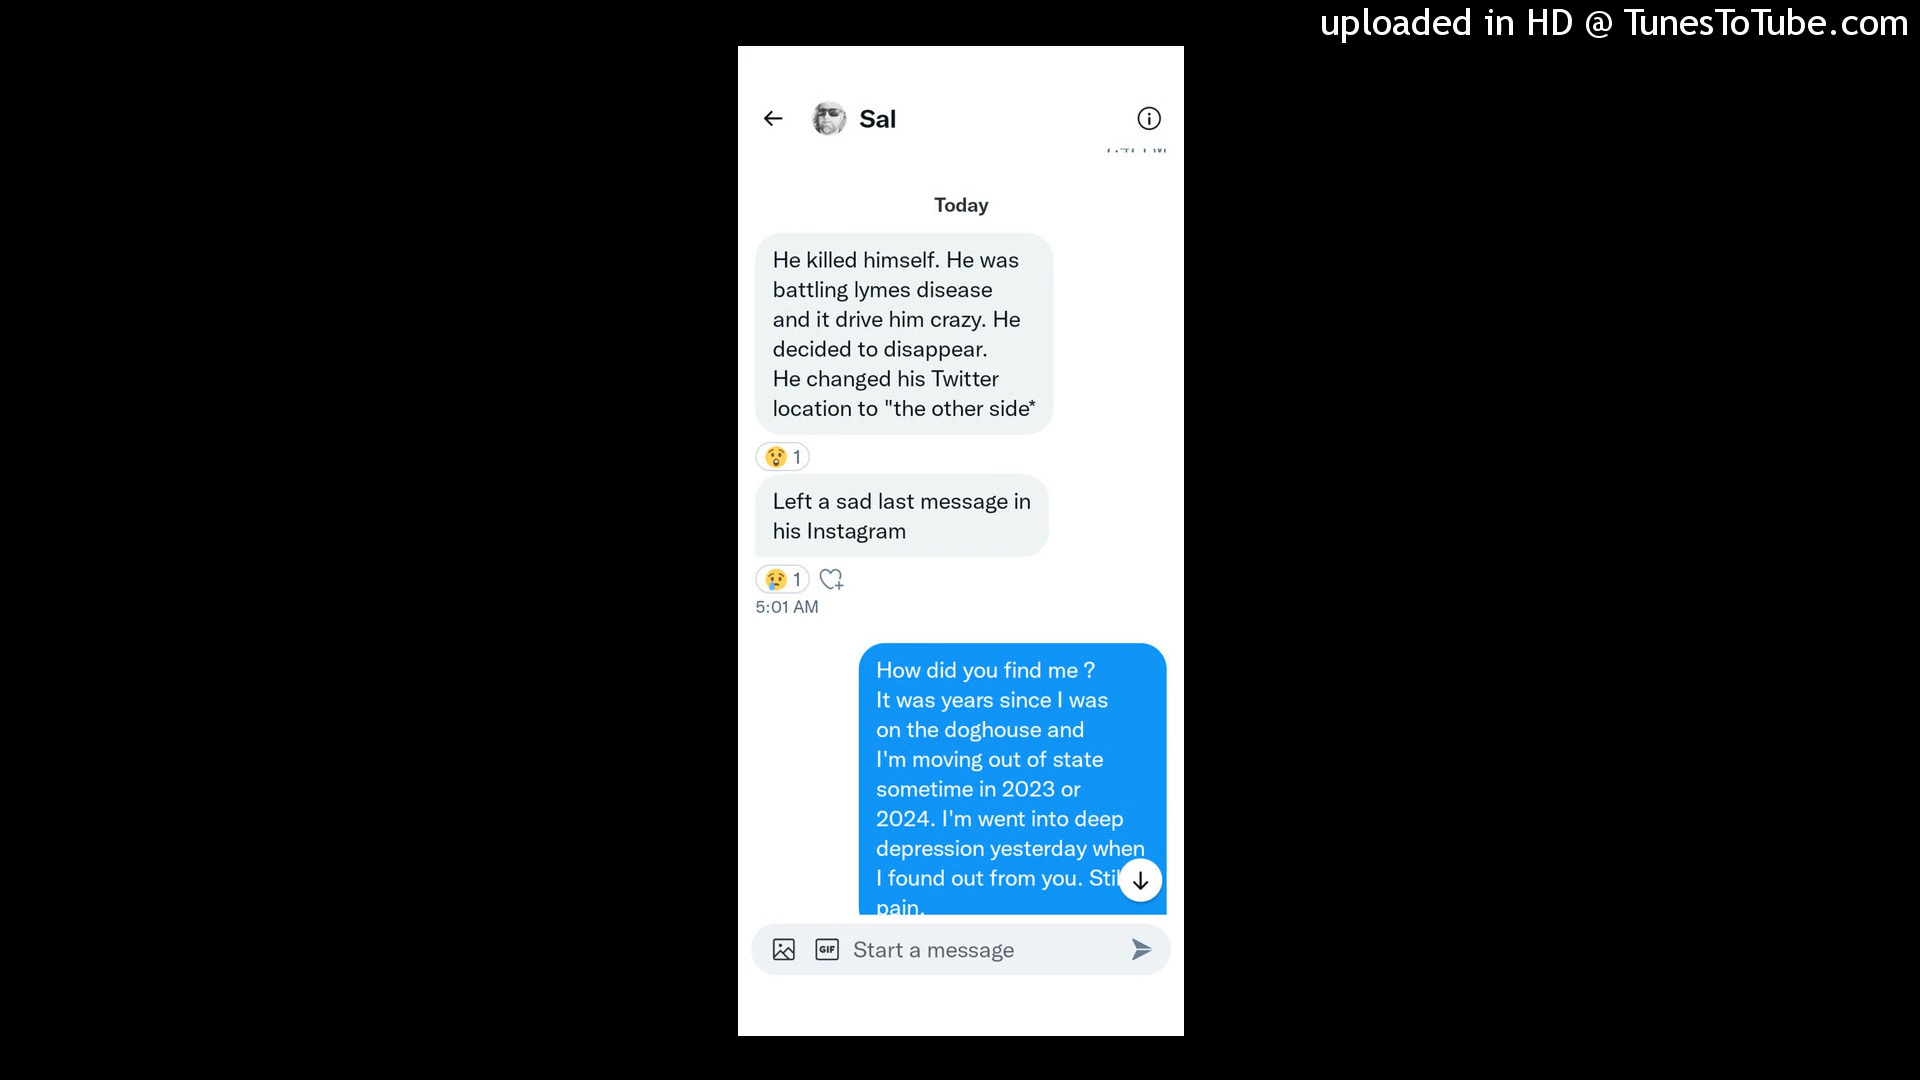 uploaded in HD @ TunesToTube.com
Sal
Today
He killed himself. He was
battling lymes disease
and it drive him crazy. He
decided to disappear.
He changed his Twitter
location to "the other side*
1
Left a sad last message in
his Instagram
1
5:01 AM
How did you find me ?
It was years since I was
on the doghouse and
I'm moving out of state
sometime in 2023 or
2024. I'm went into deep
depression yesterday when
I found out from you.
pain.
GIF
Start a message